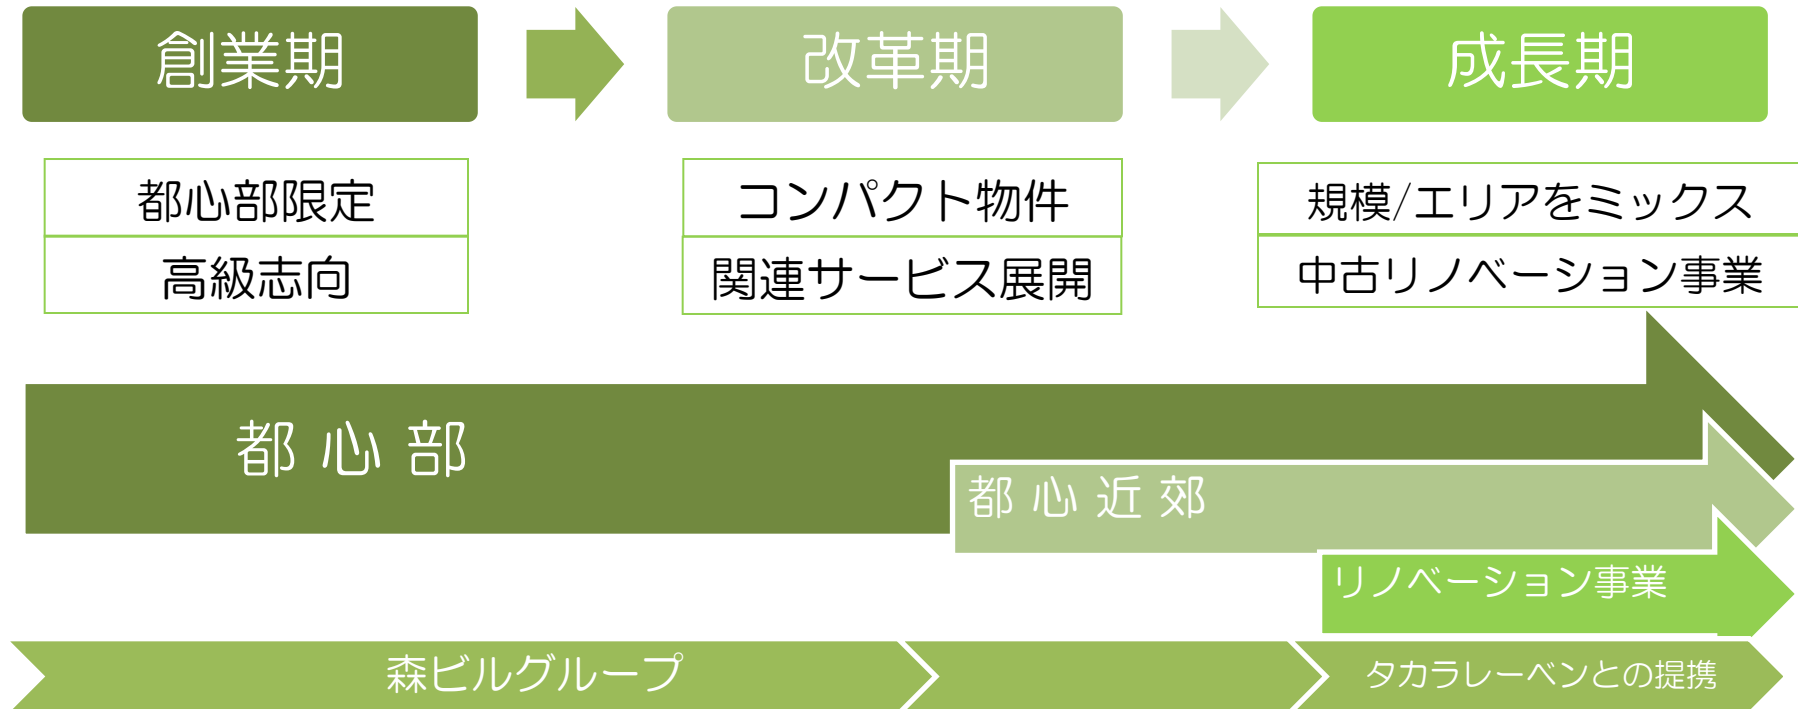 創業期
改革期
成長期
都心部限定
高級志向
コンパクト物件
関連サービス展開
規模/エリアをミックス
中古リノベーション事業
都 心 部
都 心 近 郊
リノベーション事業
森ビルグループ
タカラレーベンとの提携